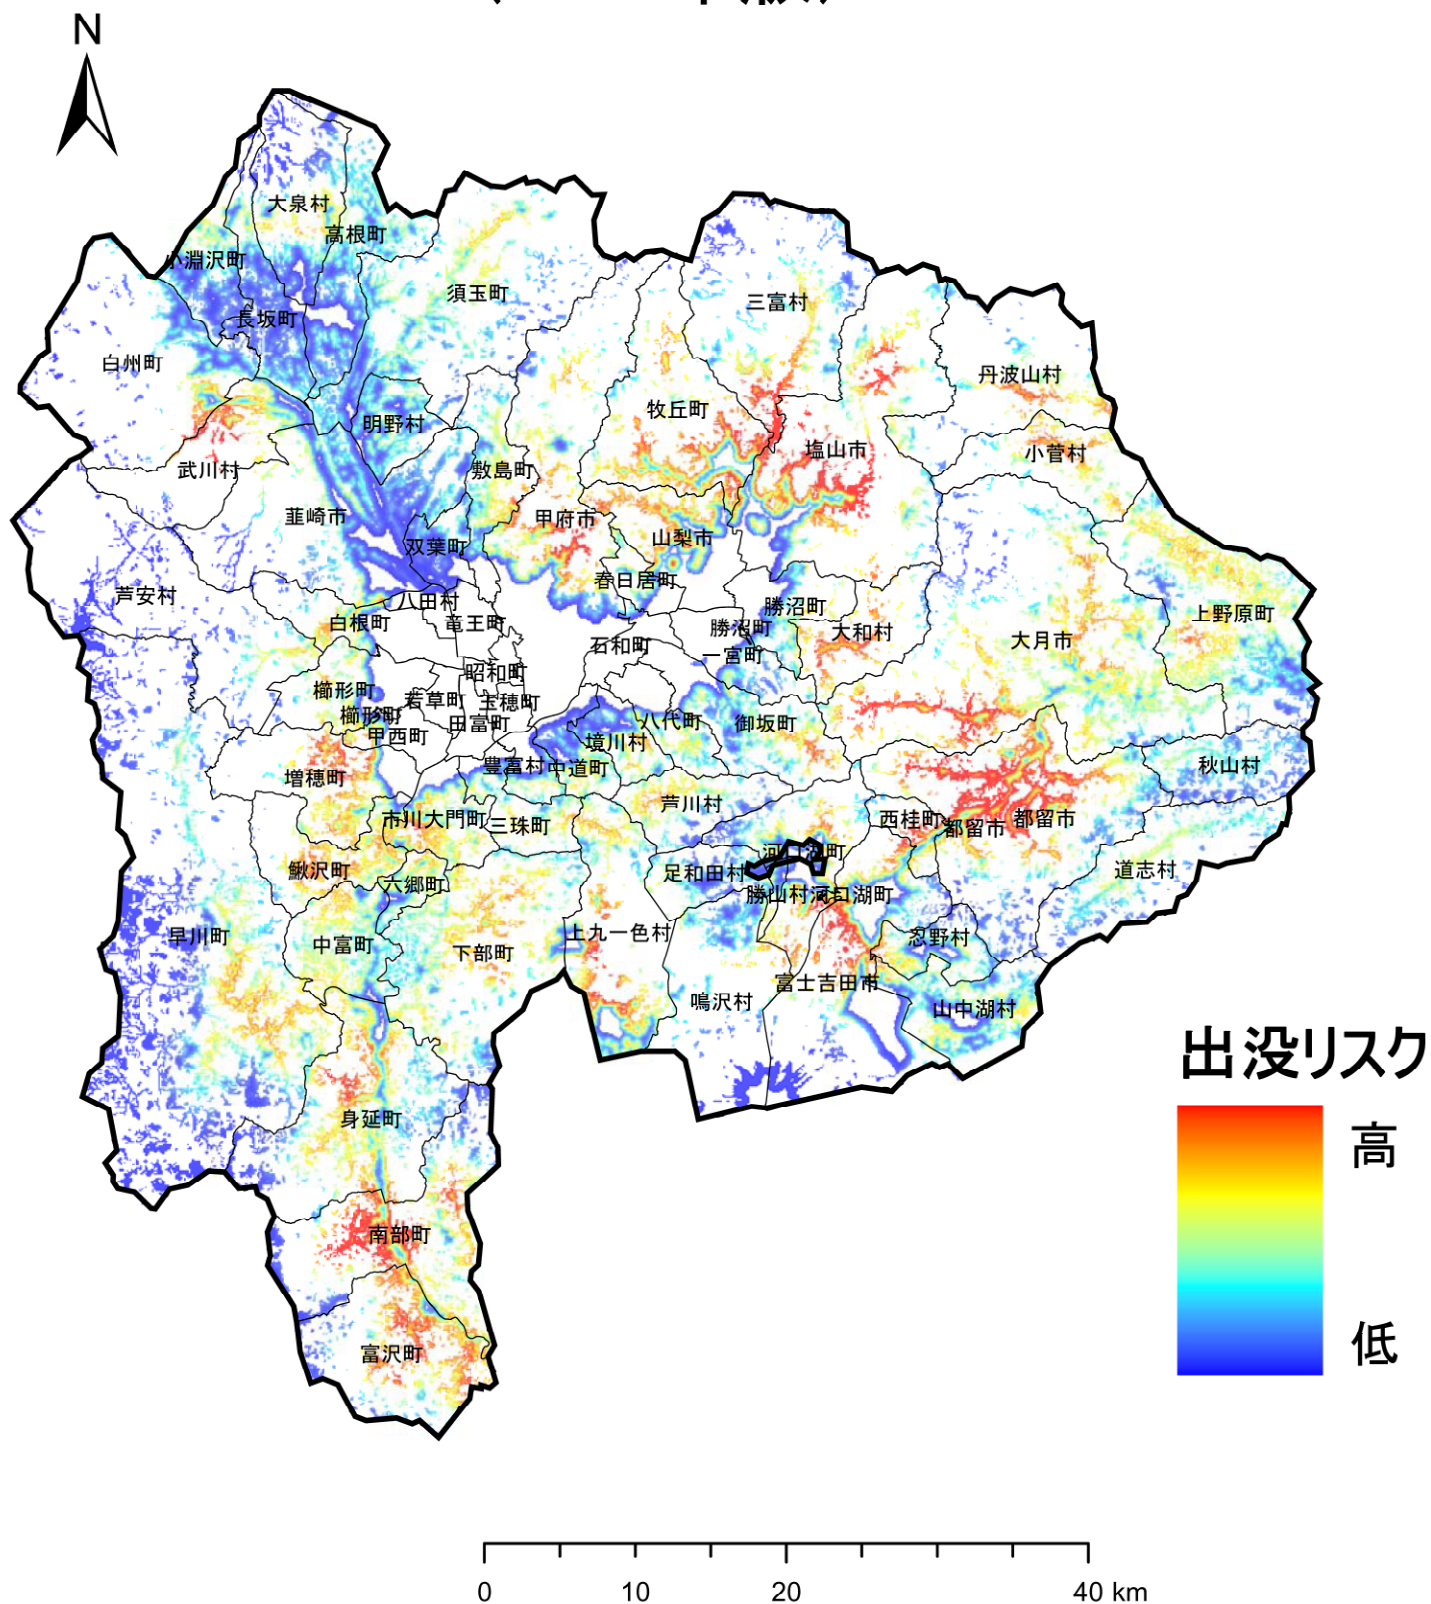 N
大泉村
高根町
小淵沢町
須玉町
三富村
長坂町
白州町
丹波山村
牧丘町
明野村
塩山市
小菅村
武川村
敷島町
韮崎市
甲府市
山梨市
双葉町
春日居町
芦安村
八田村
勝沼町
上野原町
白根町
竜王町
勝沼町
大和村
大月市
石和町
一宮町
昭和町
櫛形町
若草町
玉穂町
櫛形町
田富町
八代町
御坂町
甲西町
境川村
豊富村
中道町
秋山村
増穂町
芦川村
市川大門町
三珠町
西桂町
都留市
都留市
河口湖町
鰍沢町
足和田村
道志村
六郷町
勝山村
河口湖町
早川町
中富町
下部町
上九一色村
忍野村
富士吉田市
鳴沢村
山中湖村
出没リスク
高
身延町
南部町
低
富沢町
0 10 20 40 km